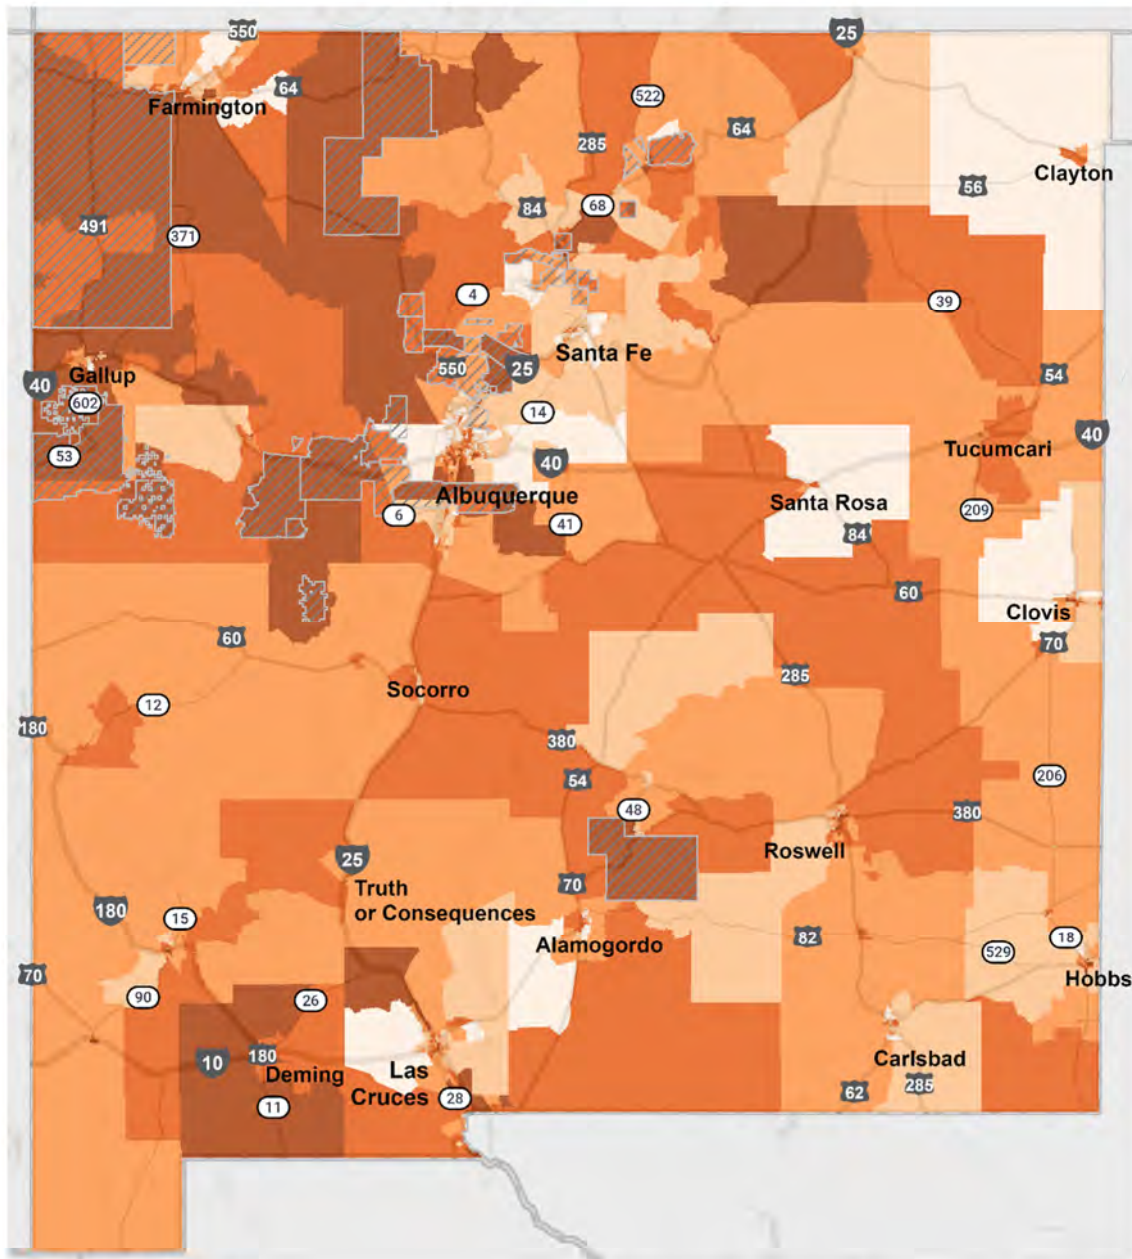 550
25
64
Farmington
522
64
285
Clayton
56
84
68
491
371
4
39
Santa Fe
550
25
54
40
Gallup
602
14
40
Tucumcari
53
40
Albuquerque
Santa Rosa
6
41
209
84
60
Clovis
60
70
285
Socorro
12
180
380
54
206
48
380
Roswell
25
70
Truth
or Consequences
180
15
Alamogordo
82
18
529
70
Hobbs
90
26
10
180
Deming
Las
Cruces
Carlsbad
11
28
62
285